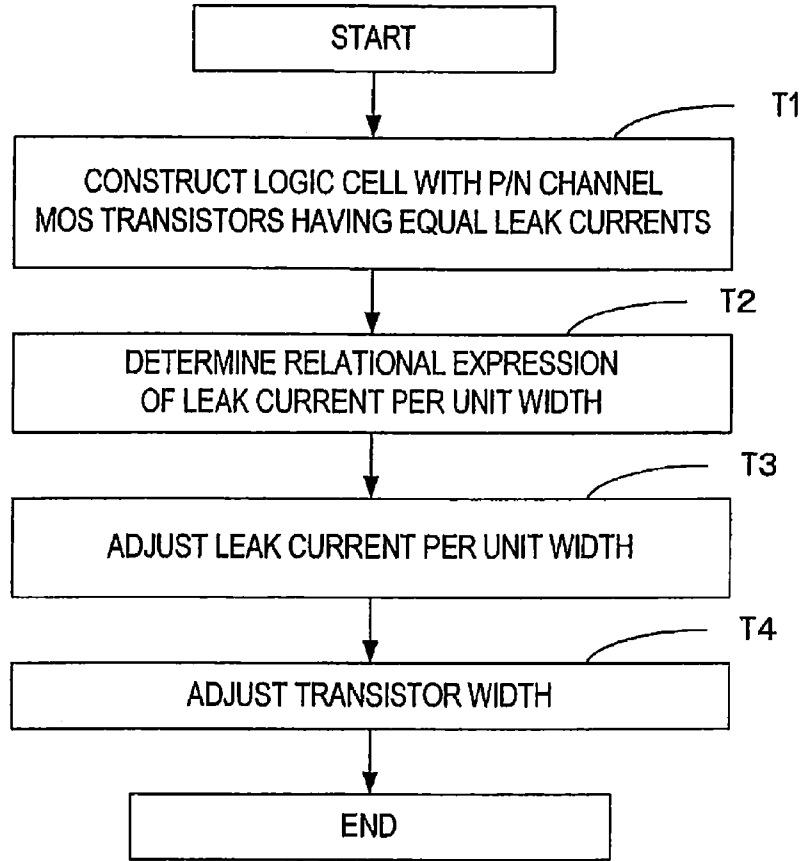 START
T1
CONSTRUCT LOGIC CELL WITH P/N CHANNEL
MOS TRANSISTORS HAVING EQUAL LEAK CURRENTS
T2
DETERMINE RELATIONAL EXPRESSION
OF LEAK CURRENT PER UNIT WIDTH
T3
ADJUST LEAK CURRENT PER UNIT WIDTH
T4
ADJUST TRANSISTOR WIDTH
END